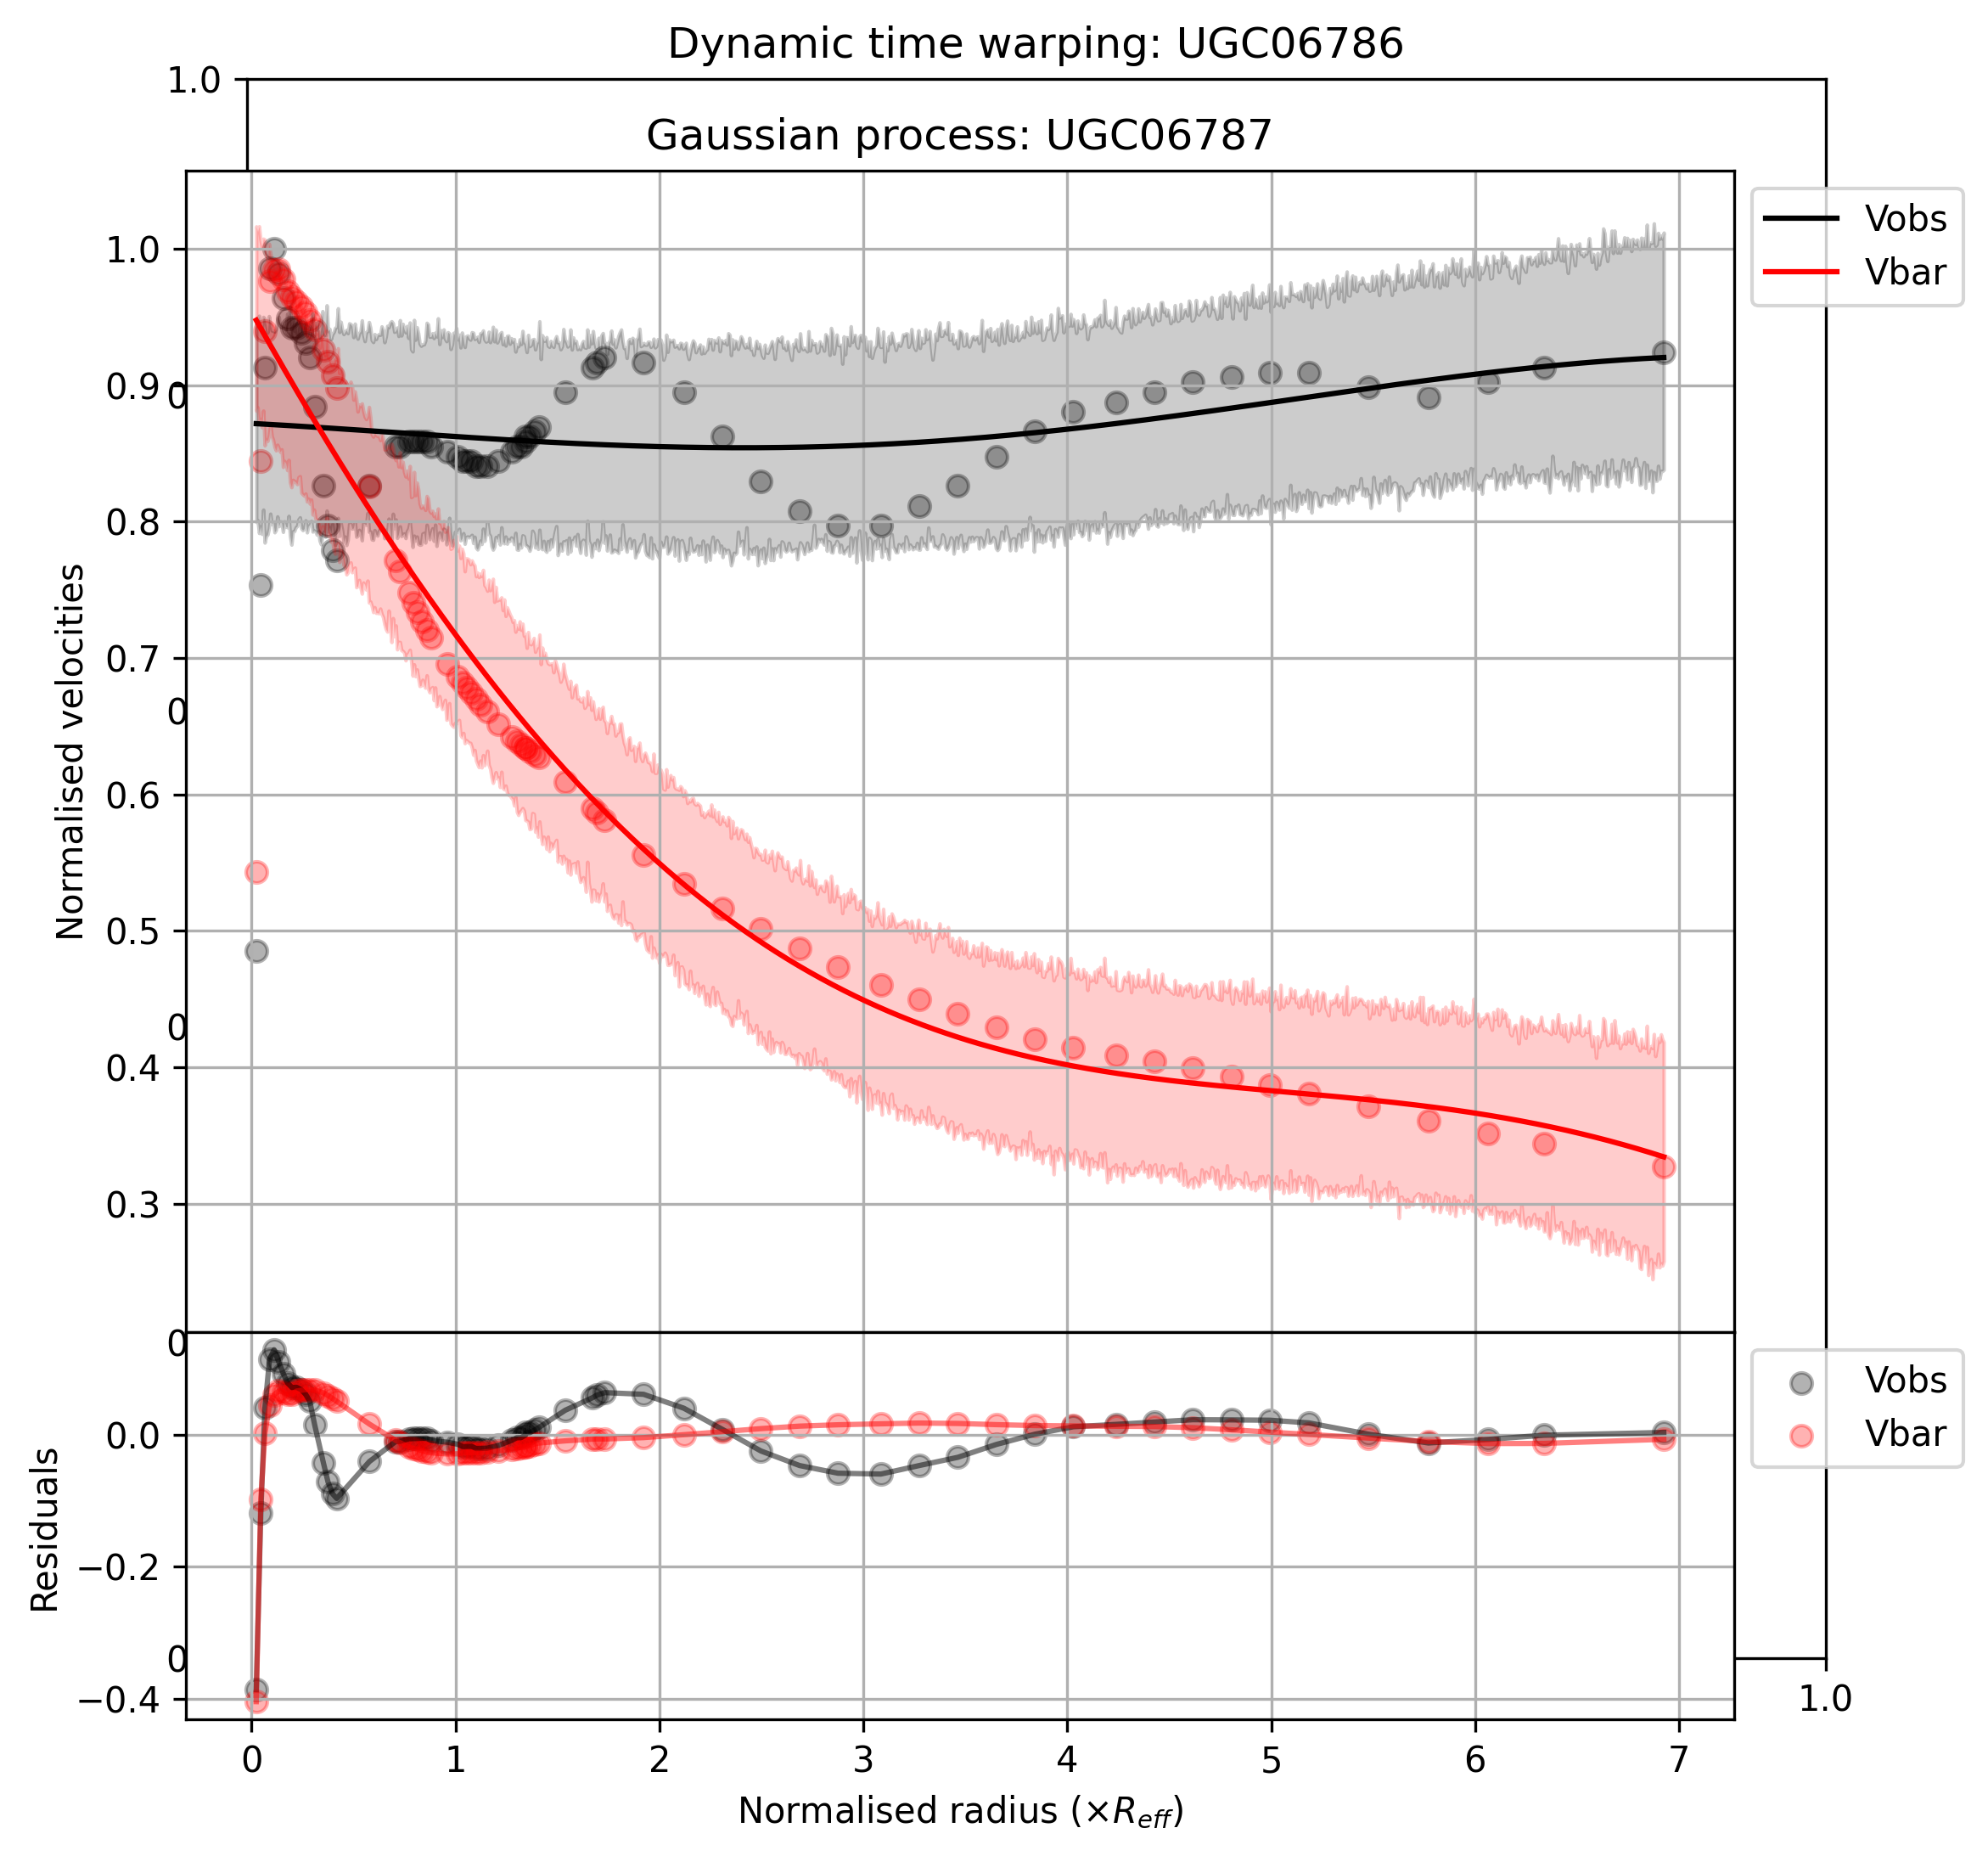 Dynamic time warping: UGC06786
1.0
Gaussian process: UGC06787
Vobs
Vbar
1.0
0.9
0
0.8
0.7
0
0.6
0.5
0
0.4
0.3
Normalised velocities
0
Vobs
Vbar
0.0
−0.2
0
−0.4
Residuals
1.0
0 1 2 3 4 5 6 7
Normalised radius (×R_eff)